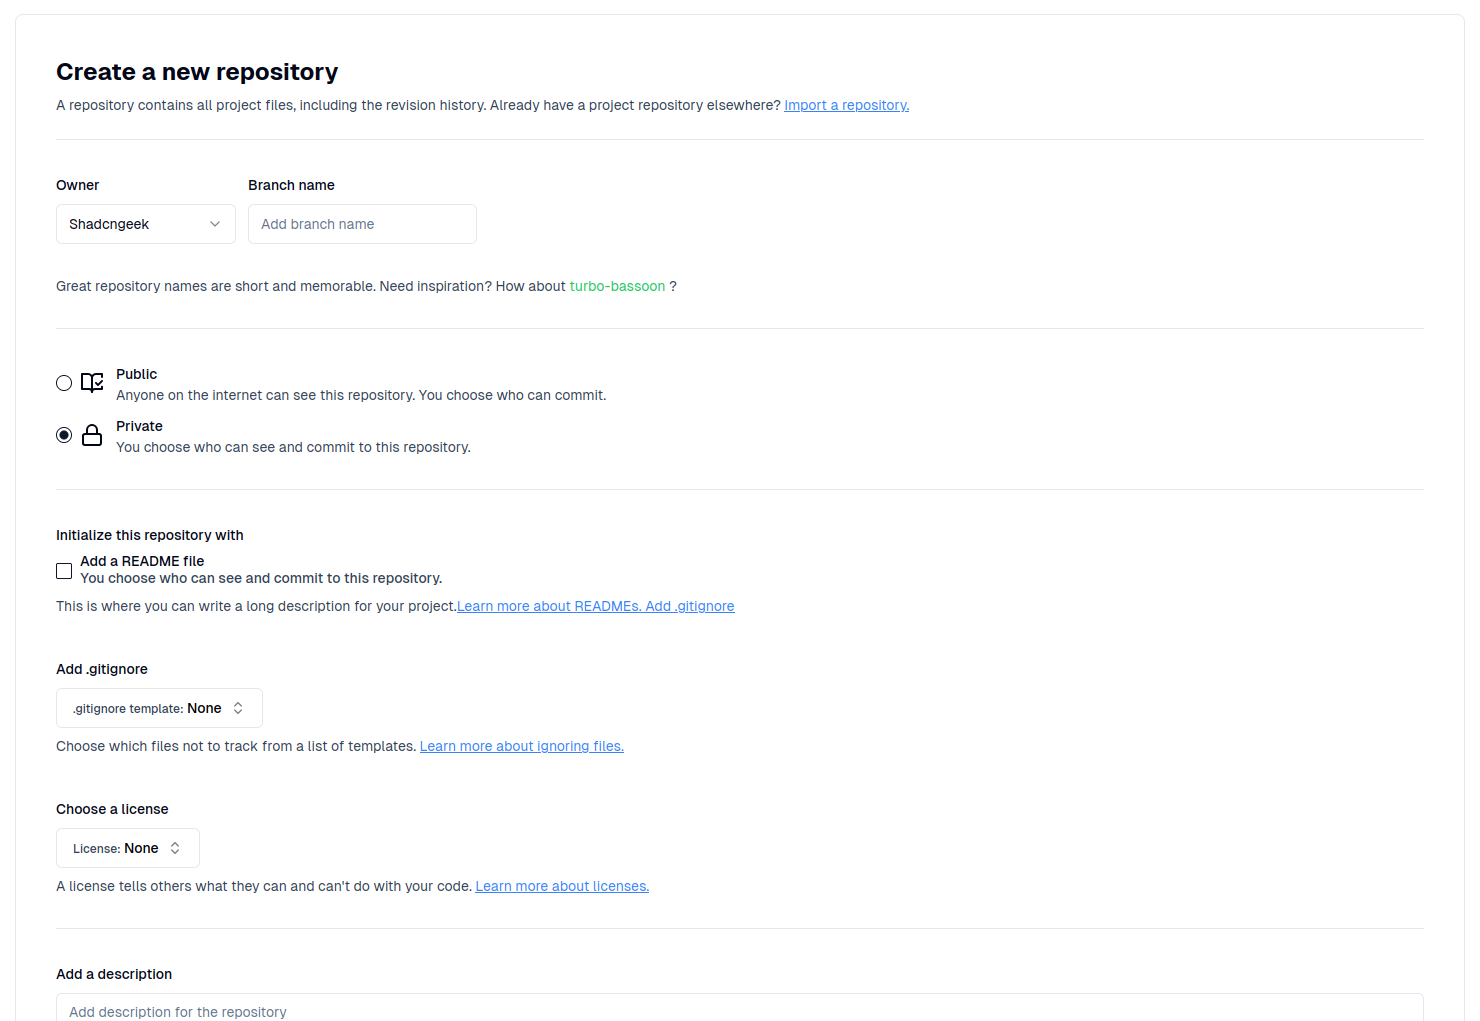 Create a new repository
A repository contains all project files, including the revision history. Already have a project repository elsewhere? Import a repository.
Owner
Branch name
Shadcngeek
Add branch name
Great repository names are short and memorable. Need inspiration? How about turbo-bassoon ?
Public
Anyone on the internet can see this repository. You choose who can commit.
Private
You choose who can see and commit to this repository.
Initialize this repository with
Add a README file
You choose who can see and commit to this repository.
This is where you can write a long description for your project.Learn more about READMEs. Add .gitignore
Add .gitignore
.gitignore template: None
Choose which files not to track from a list of templates. Learn more about ignoring files.
Choose a license
License: None
A license tells others what they can and can't do with your code. Learn more about licenses.
Add a description
Add description for the repository